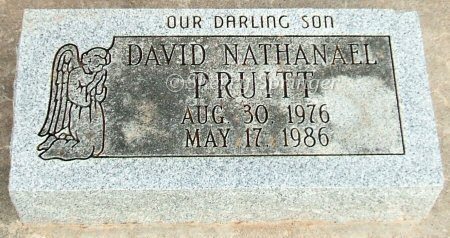 OUR DARLING SON
DAVID NATHANAEL
PRUITT
AUG 30 1976
MAY 17 1986